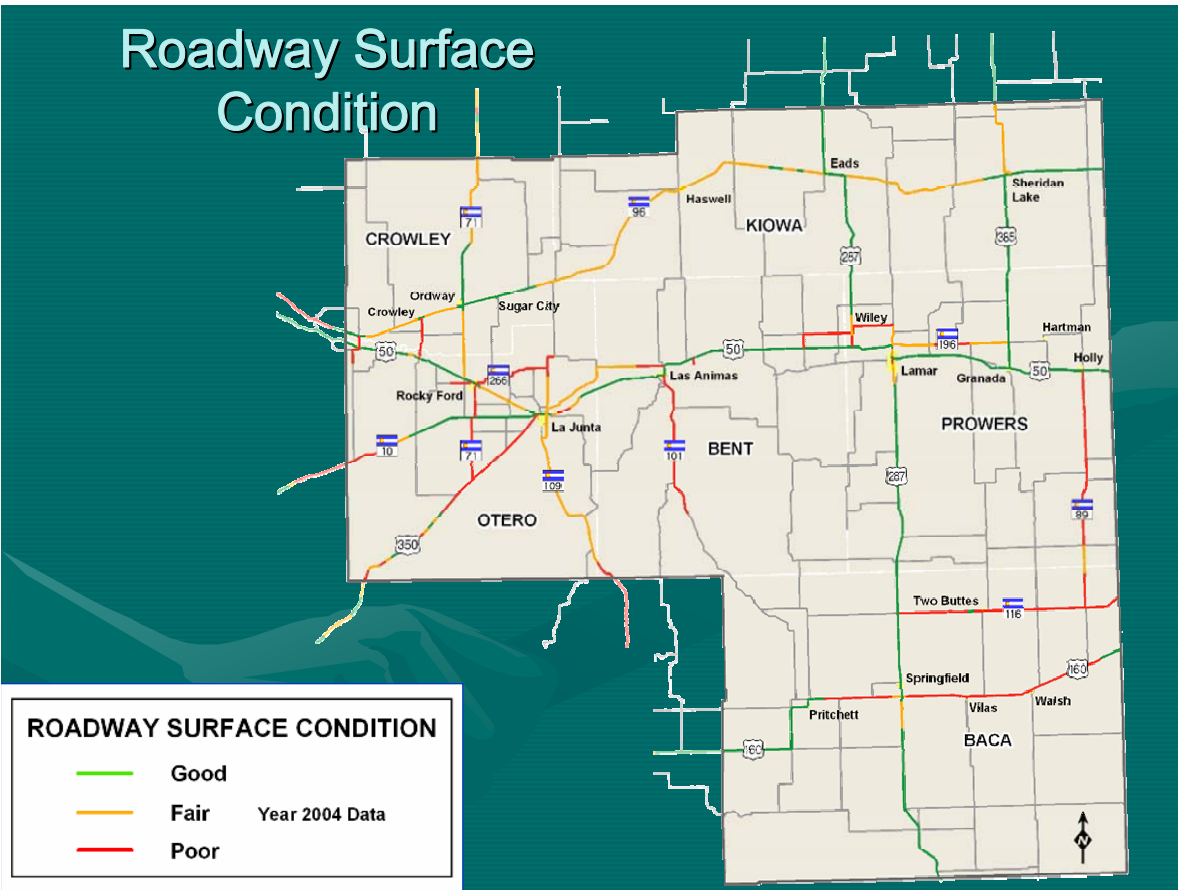 Roadway Surface
Condition
Eads
Sheridan
Lake
Haswell
96
71
KIOWA
CROWLEY
385
287
Ordway
Sugar City
Crowley
Wiley
Hartman
196
50
50
Holly
Las Animas
Lamar
Granada
50
266
Rocky Ford
La Junta
PROWERS
10
71
101
BENT
109
287
89
OTERO
350
Two Buttes
116
160
Springfield
Walsh
Vilas
Pritchett
BACA
160
N
ROADWAY SURFACE CONDITION
Good
Fair Year 2004 Data
Poor